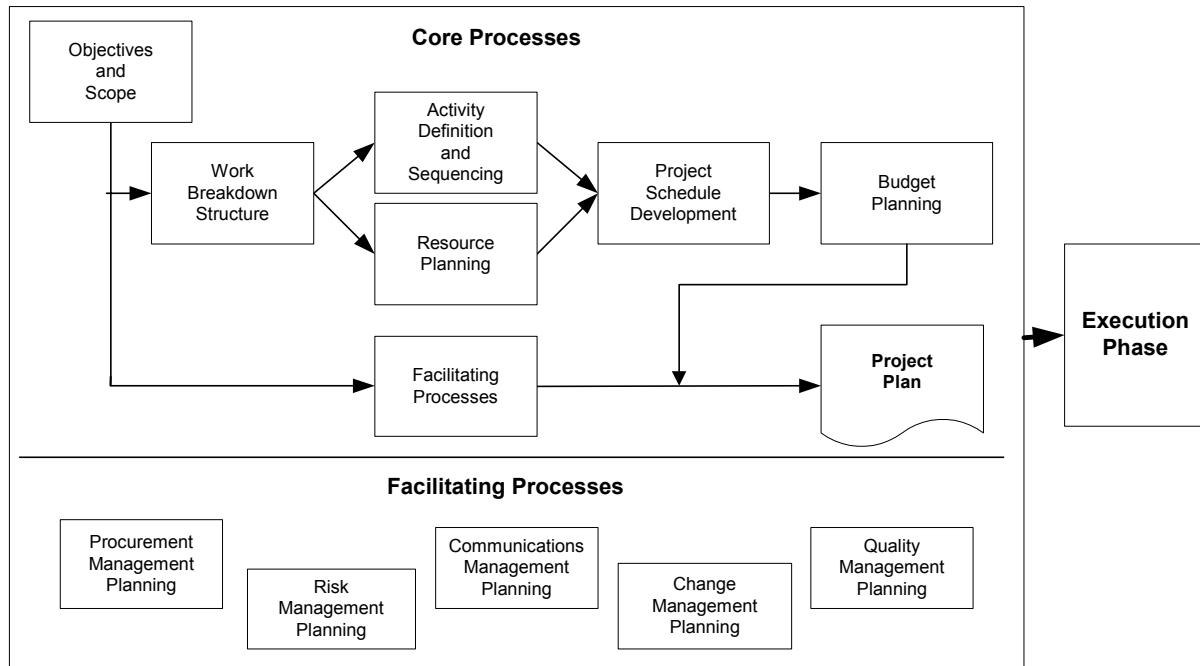 Core Processes
Objectives
and
Scope
Work
Breakdown
Structure
Activity
Definition
and
Sequencing
Resource
Planning
Project
Schedule
Development
Budget
Planning
Facilitating
Processes
Project
Plan
Execution
Phase
Facilitating Processes
Procurement
Management
Planning
Risk
Management
Planning
Communications
Management
Planning
Change
Management
Planning
Quality
Management
Planning